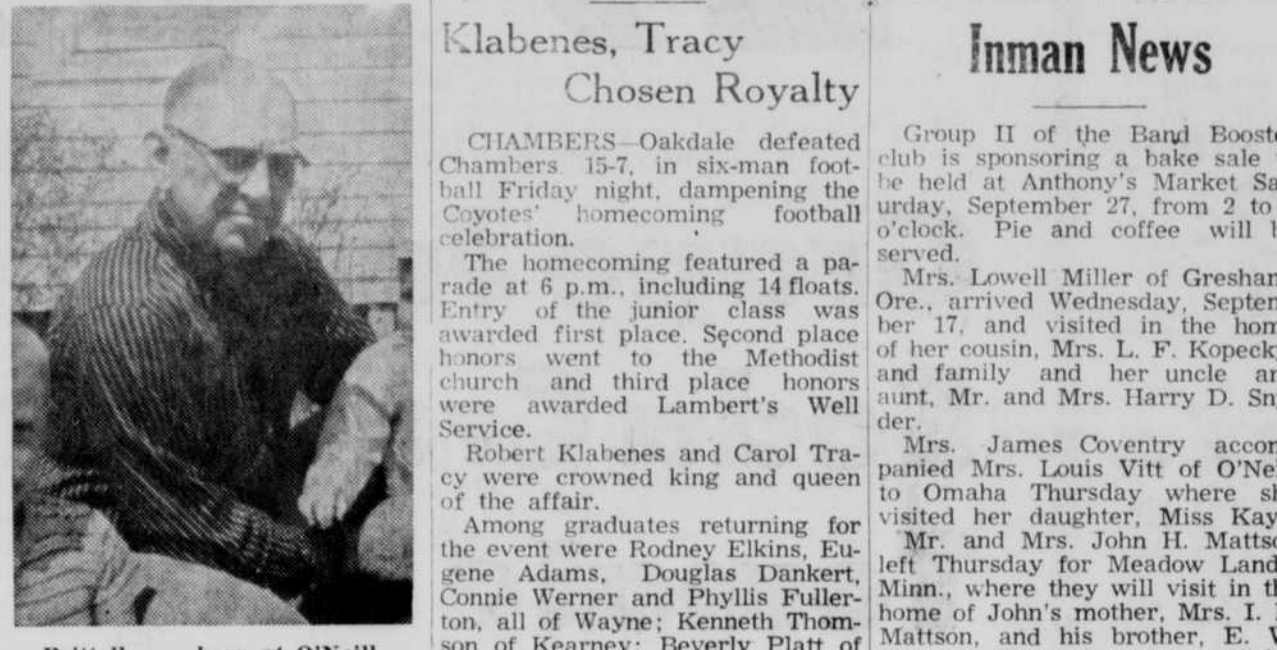 Klabenes, Tracy
Chosen Royalty
CHAMBERS—Oakdale defeated
Chambers 15-7, in six-man foot-
ball Friday night, dampening the
Coyotes' homecoming football
celebration.
The homecoming featured a pa-
rade at 6 p.m., including 14 floats.
Entry of the junior class was
awarded first place. Second place
honors went to the Methodist
church and third place honors
were awarded Lambert's Well
Service.
Robert Klabenes and Carol Tra-
cy were crowned king and queen
of the affair.
Among graduates returning for
the event were Rodney Elkins, Eu-
gene Adams, Douglas Dankert,
Connie Werner and Phyllis Fuller-
ton, all of Wayne; Kenneth Thom-
son of Kearney; Beverly Platt of
Inman News
Group II of the Band Booste
club is sponsoring a bake sale
be held at Anthony's Market Sa
urday, September 27, from 2 to
o'clock. Pie and coffee will b
served.
Mrs. Lowell Miller of Gresham
Ore., arrived Wednesday, Septem
ber 17, and visited in the hom
of her cousin, Mrs. L. F. Kopecky
and family and her uncle an
aunt, Mr. and Mrs. Harry D. Sny
der.
Mrs. James Coventry accom
panied Mrs. Louis Vitt of O'Nei
to Omaha Thursday where sh
visited her daughter, Miss Kay.
Mr. and Mrs. John H. Mattso
left Thursday for Meadow Land
Minn., where they will visit in th
home of John's mother, Mrs. I.
Mattson, and his brother, E.